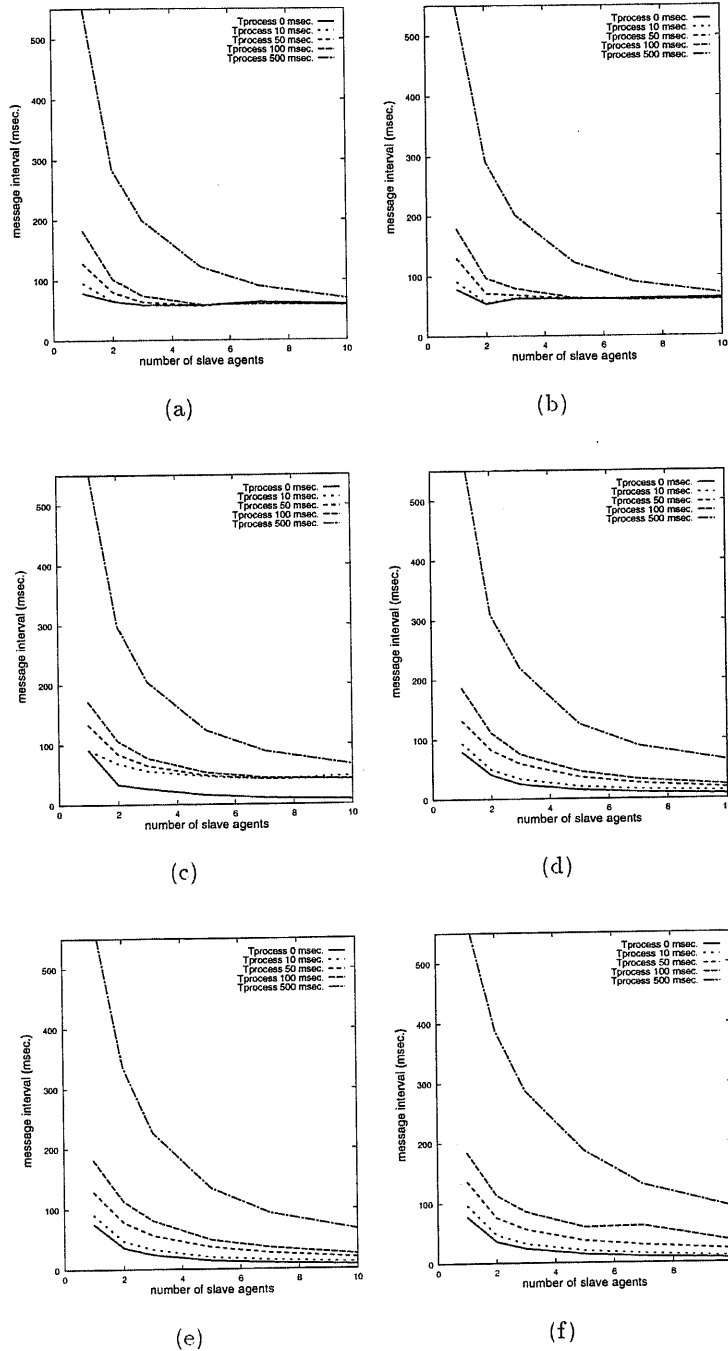 Tprocess 0 msec.
Tprocess 10 msec.
Tprocess 50 msec.
Tprocess 100 msec.
Tprocess 500 msec.
500
400
300
200
100
0
message interval (msec.)
0 2 4 6 8 10
number of slave agents
(a)
Tprocess 0 msec.
Tprocess 10 msec.
Tprocess 50 msec.
Tprocess 100 msec.
Tprocess 500 msec.
500
400
300
200
100
0
message interval (msec.)
0 2 4 6 8 10
number of slave agents
(b)
Tprocess 0 msec.
Tprocess 10 msec.
Tprocess 50 msec.
Tprocess 100 msec.
Tprocess 500 msec.
500
400
300
200
100
0
message interval (msec.)
0 2 4 6 8 10
number of slave agents
(c)
Tprocess 0 msec.
Tprocess 10 msec.
Tprocess 50 msec.
Tprocess 100 msec.
Tprocess 500 msec.
500
400
300
200
100
0
message interval (msec.)
0 2 4 6 8 10
number of slave agents
(d)
Tprocess 0 msec.
Tprocess 10 msec.
Tprocess 50 msec.
Tprocess 100 msec.
Tprocess 500 msec.
500
400
300
200
100
0
message interval (msec.)
0 2 4 6 8 10
number of slave agents
(e)
Tprocess 0 msec.
Tprocess 10 msec.
Tprocess 50 msec.
Tprocess 100 msec.
Tprocess 500 msec.
500
400
300
200
100
0
message interval (msec.)
0 2 4 6 8
number of slave agents
(f)